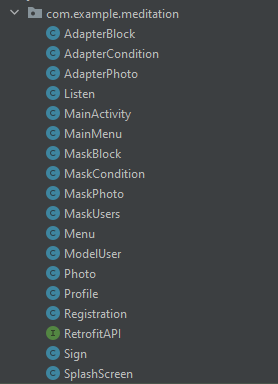 com.example.meditation
AdapterBlock
AdapterCondition
AdapterPhoto
Listen
MainActivity
MainMenu
MaskBlock
MaskCondition
MaskPhoto
MaskUsers
Menu
ModelUser
Photo
Profile
Registration
RetrofitAPI
Sign
SplashScreen